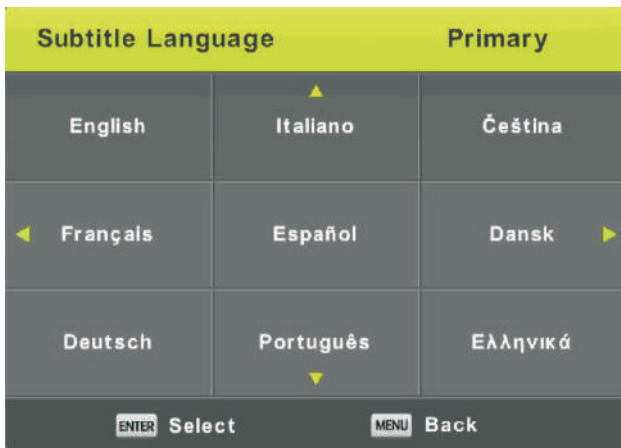 Subtitle Language Primary
English Italiano Čeština
Français Español Dansk
Deutsch Português Ελληνικά
ENTER Select MENU Back